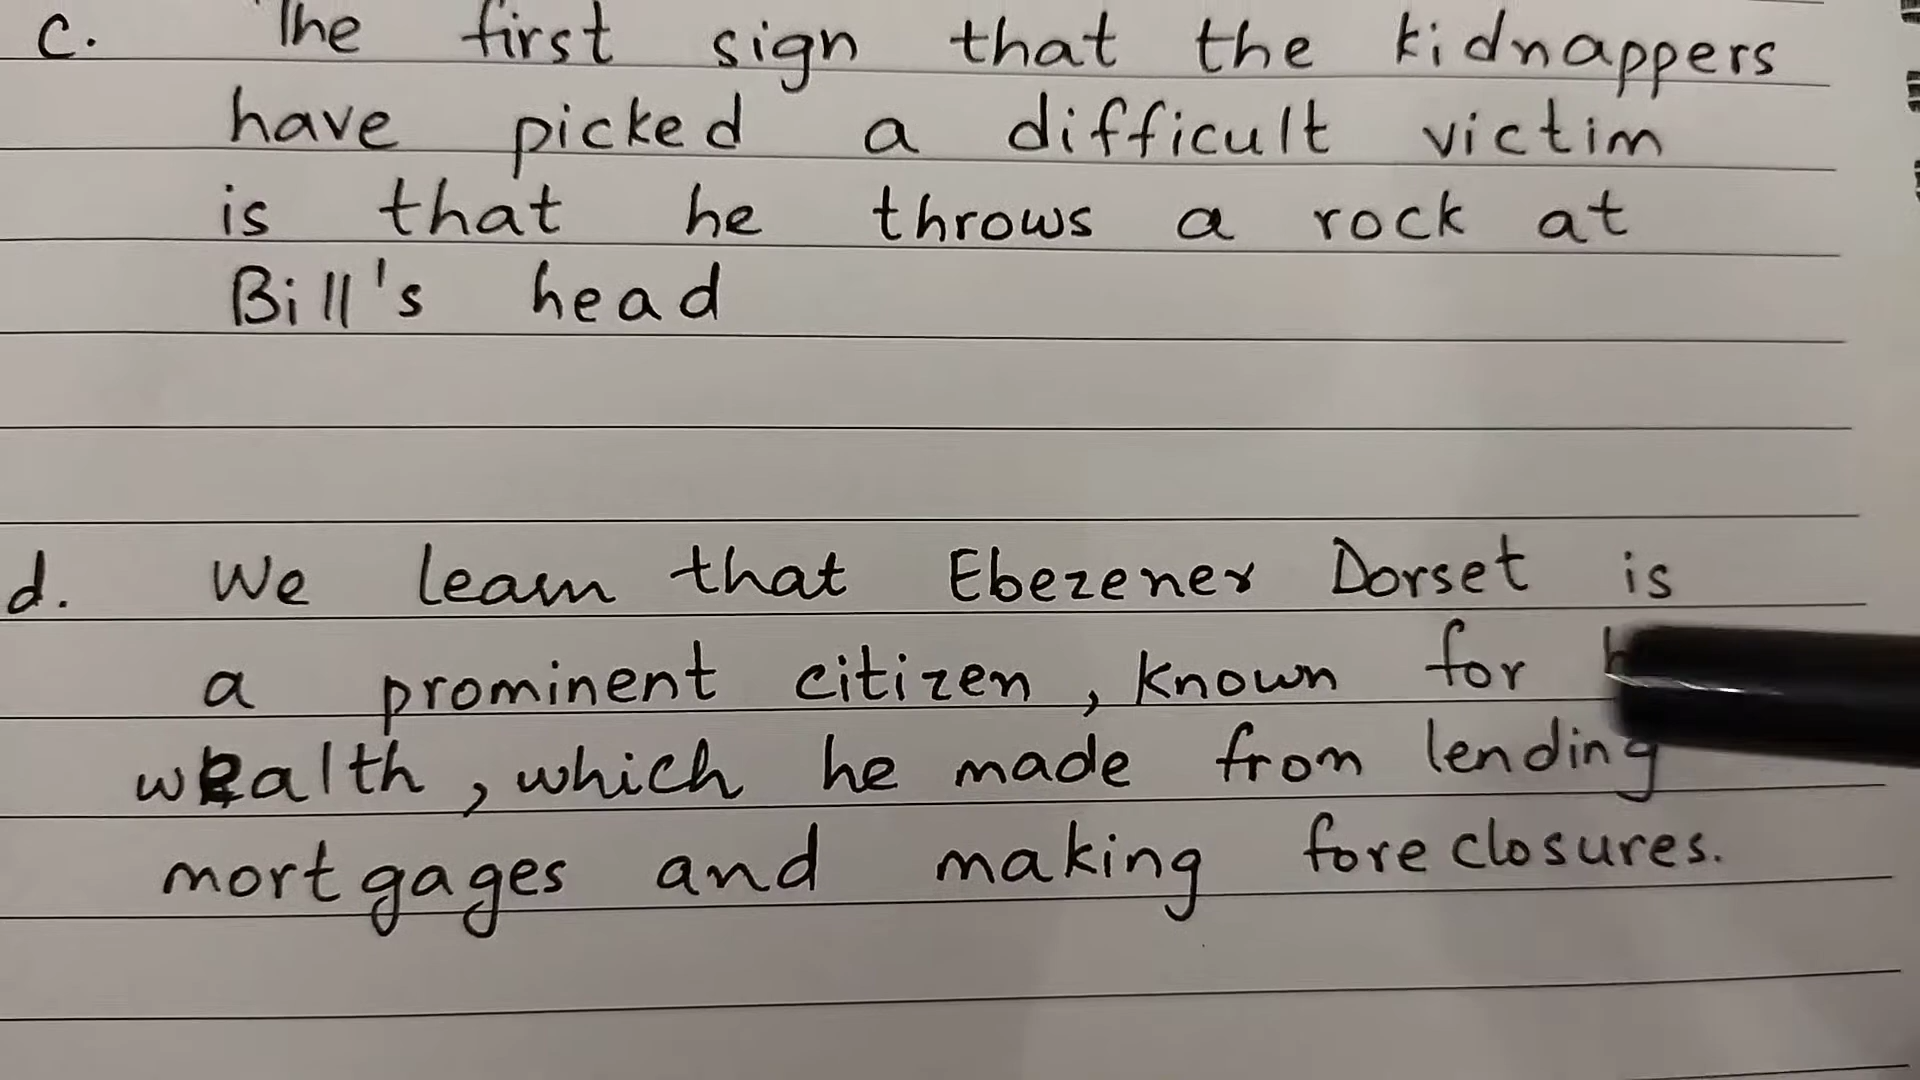 c. The first sign that the kidnappers
have picked a difficult victim
is that he throws a rock at
Bill's head
d. We learn that Ebezener Dorset is
a prominent citizen, known for
wealth, which he made from lending
mortgages and making foreclosures.